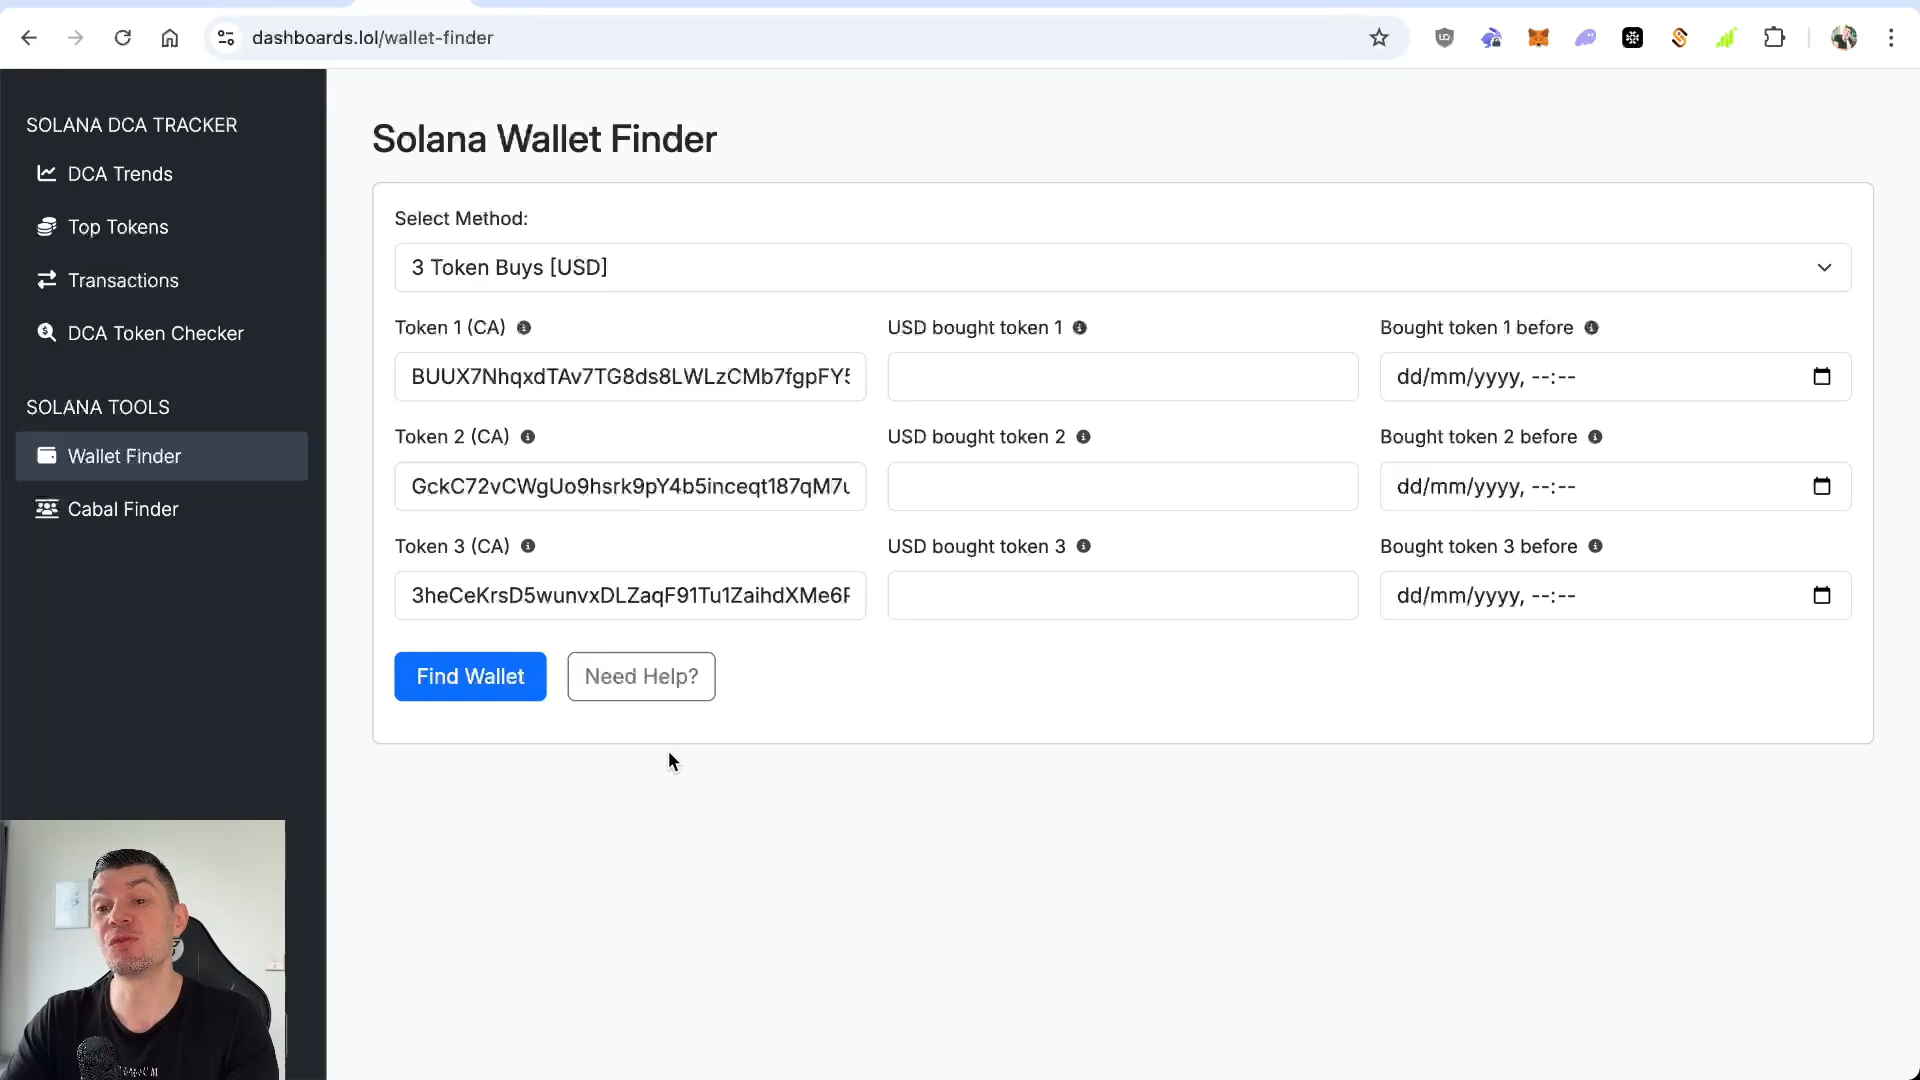 dashboards.lol/wallet-finder
SOLANA DCA TRACKER
DCA Trends
Top Tokens
Transactions
DCA Token Checker
SOLANA TOOLS
Wallet Finder
Cabal Finder
Solana Wallet Finder
Select Method:
3 Token Buys [USD]
Token 1 (CA)
USD bought token 1
Bought token 1 before
BUUX7NhqxdTAv7TG8ds8LWLzCMb7fgpFY5
dd/mm/yyyy, --:--
Token 2 (CA)
USD bought token 2
Bought token 2 before
GckC72vCWgUo9hsrk9pY4b5inceqt187qM7u
dd/mm/yyyy, --:--
Token 3 (CA)
USD bought token 3
Bought token 3 before
3heCeKrsD5wunvxDLZaqF91Tu1ZaihdXMe6F
dd/mm/yyyy, --:--
Find Wallet
Need Help?